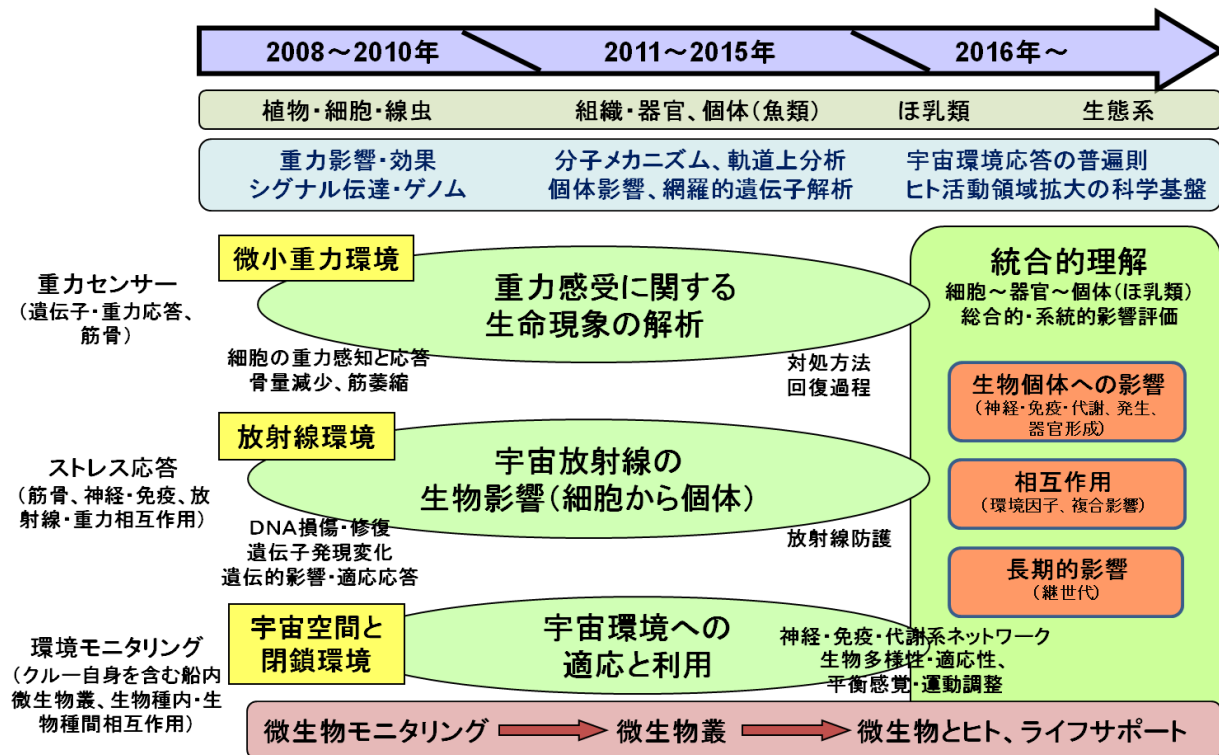 2008～2010年
2011～2015年
2016年～
植物・細胞・線虫
組織・器官、個体（魚類）
ほ乳類
生態系
重力影響・効果
シグナル伝達・ゲノム
分子メカニズム、軌道上分析
個体影響、網羅的遺伝子解析
宇宙環境応答の普遍則
ヒト活動領域拡大の科学基盤
重力センサー
（遺伝子・重力応答、
筋骨）
微小重力環境
重力感受に関する
生命現象の解析
細胞の重力感知と応答
骨量減少、筋萎縮
対処方法
回復過程
ストレス応答
（筋骨、神経・免疫、放
射線・重力相互作用）
放射線環境
宇宙放射線の
生物影響（細胞から個体）
DNA損傷・修復
遺伝子発現変化
遺伝的影響・適応応答
放射線防護
環境モニタリング
（クルー自身を含む船内
微生物叢、生物種内・生
物種間相互作用）
宇宙空間と
閉鎖環境
宇宙環境への
適応と利用
神経・免疫・代謝系ネットワーク
生物多様性・適応性、
平衡感覚・運動調整
統合的理解
細胞～器官～個体（ほ乳類）
総合的・系統的影響評価
生物個体への影響
（神経・免疫・代謝、発生、
器官形成）
相互作用
（環境因子、複合影響）
長期的影響
（継世代）
微生物モニタリング
微生物叢
微生物とヒト、ライフサポート